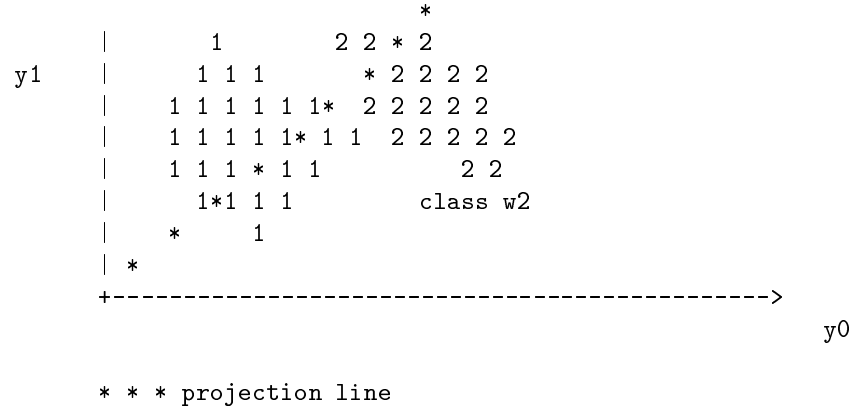 *
       |       1        2 2 * 2
y1     |      1 1 1       * 2 2 2 2
       |    1 1 1 1 1 1*  2 2 2 2 2
       |    1 1 1 1 1* 1 1  2 2 2 2 2
       |    1 1 1 * 1 1          2 2
       |      1*1 1 1         class w2
       |    *     1
       | *
       +----------------------------------------------->
                                                          y0
       * * * projection line